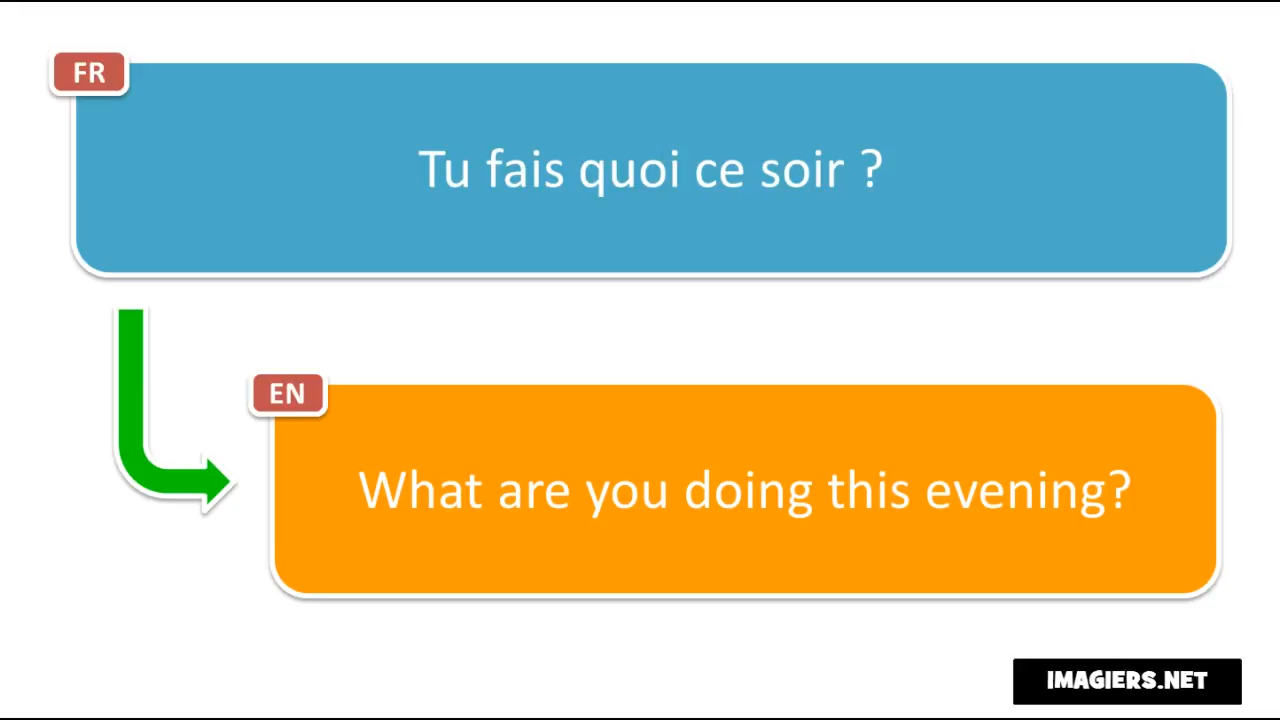 FR
Tu fais quoi ce soir ?
EN
What are you doing this evening?
IMAGIERS.NET